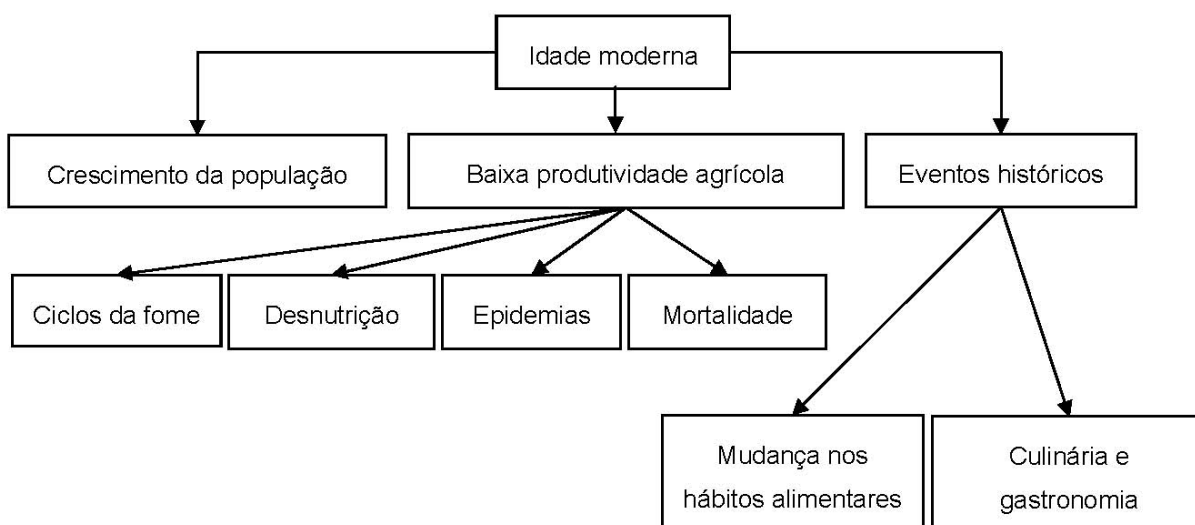 Idade moderna
Crescimento da população
Baixa produtividade agrícola
Eventos históricos
Ciclos da fome
Desnutrição
Epidemias
Mortalidade
Mudança nos
hábitos alimentares
Culinária e
gastronomia